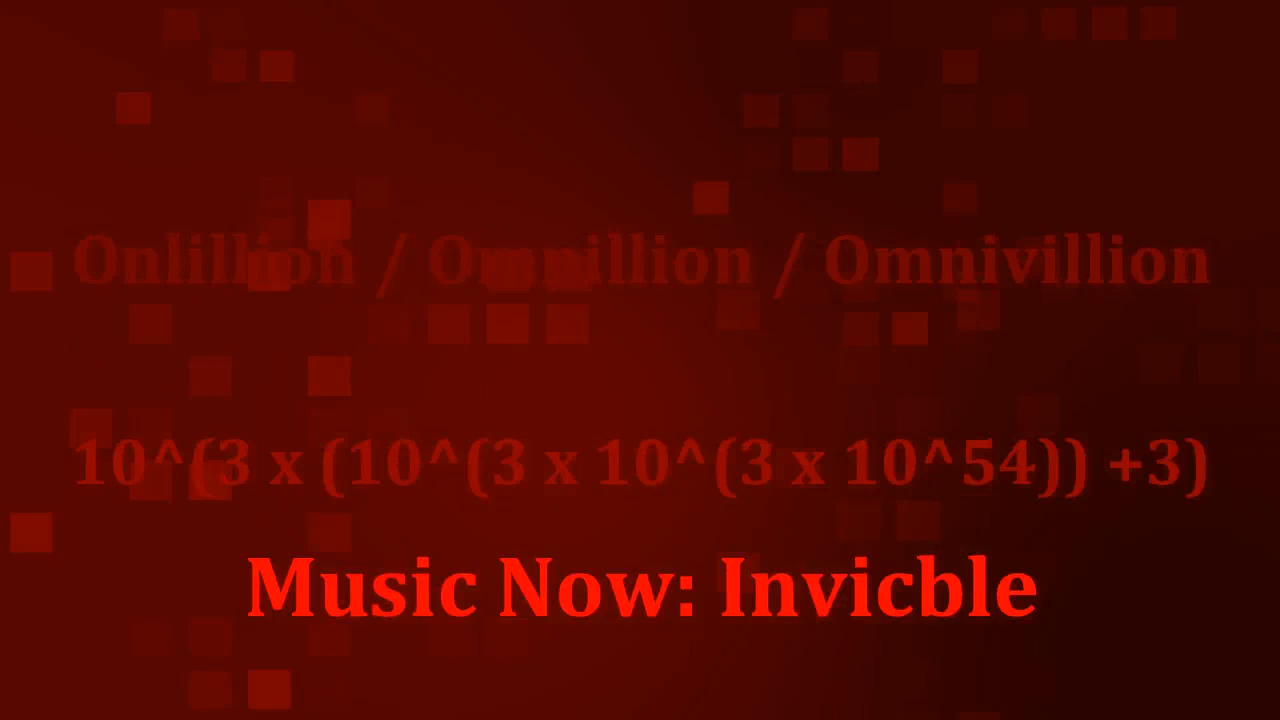 Onlillion / Omnillion / Omnivillion
10^(3 x (10^(3 x 10^(3 x 10^54)) +3)
Music Now: Invicble